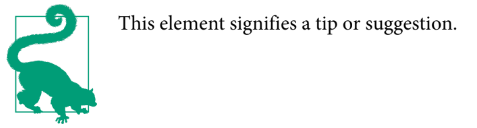 This element signifies a tip or suggestion.